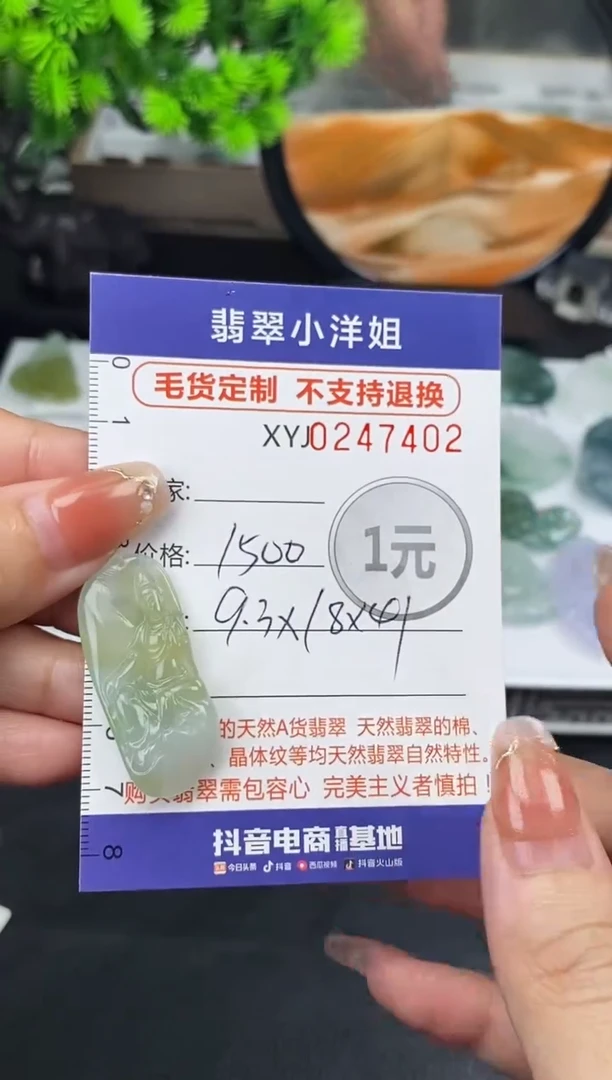 翡翠小洋姐
毛货定制 不支持退换
XYJ0247402
家:
价格: 1500
1元
:
的天然A货翡翠 天然翡翠的棉、
、晶体纹等均天然翡翠自然特性。
购买翡翠需包容心 完美主义者慎拍!
抖音电商直播基地
今日头条 抖音 西瓜视频 抖音火山版
0
1
7
8